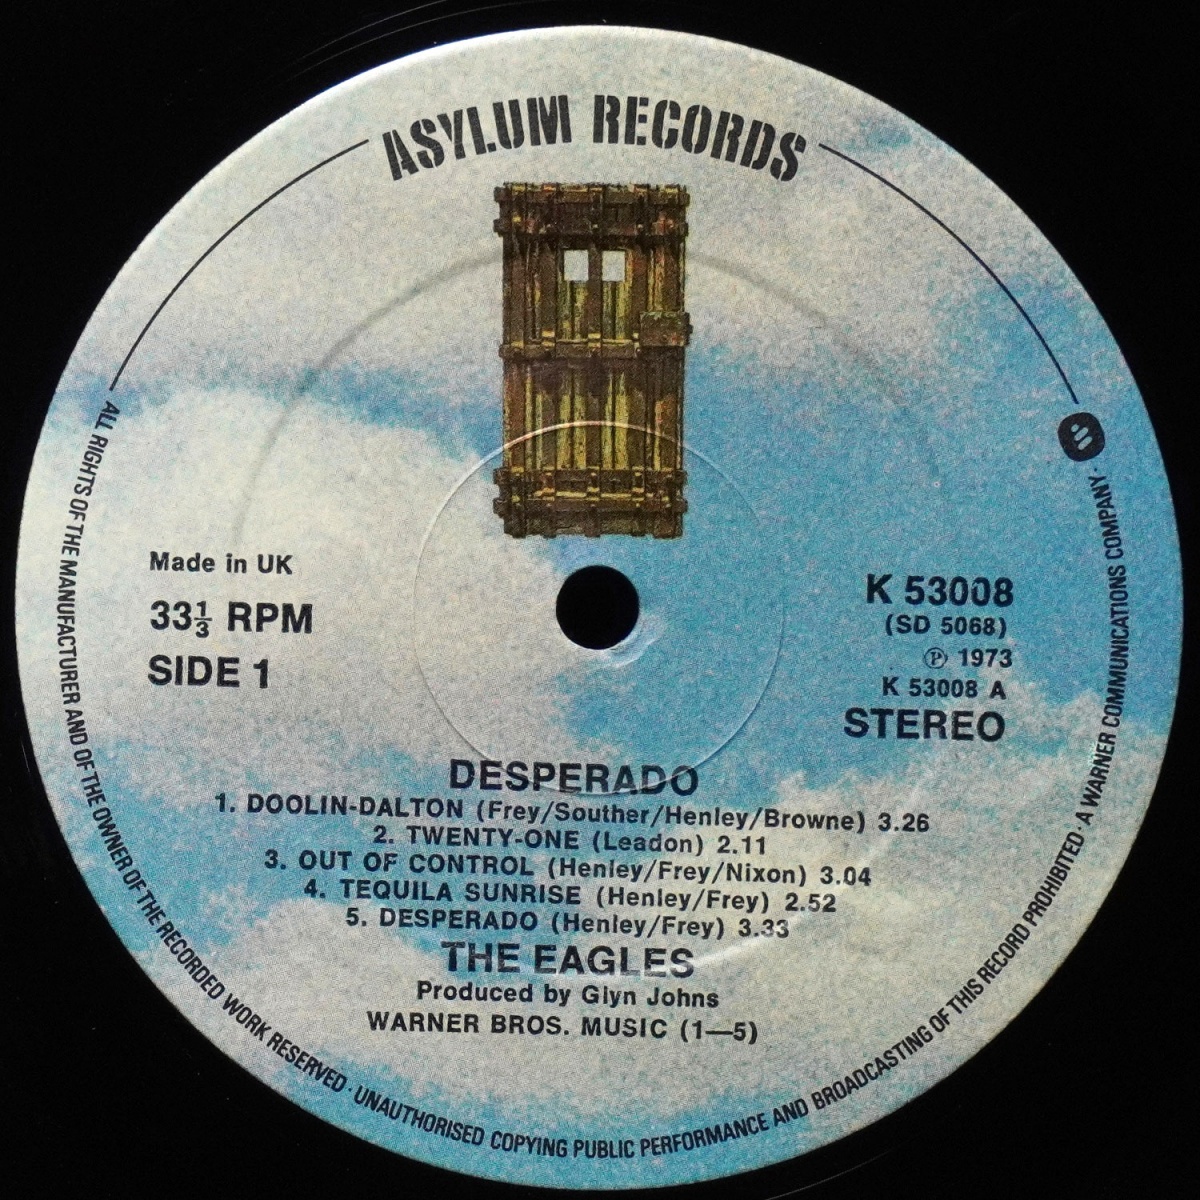 ASYLUM RECORDS
Made in UK
33⅓ RPM
SIDE 1
K 53008
(SD 5068)
℗ 1973
K 53008 A
STEREO
DESPERADO
1. DOOLIN-DALTON (Frey/Souther/Henley/Browne) 3.26
2. TWENTY-ONE (Leadon) 2.11
3. OUT OF CONTROL (Henley/Frey/Nixon) 3.04
4. TEQUILA SUNRISE (Henley/Frey) 2.52
5. DESPERADO (Henley/Frey) 3.33
THE EAGLES
Produced by Glyn Johns
WARNER BROS. MUSIC (1—5)
ALL RIGHTS OF THE MANUFACTURER AND OF THE OWNER OF THE RECORDED WORK RESERVED · UNAUTHORISED COPYING PUBLIC PERFORMANCE AND BROADCASTING OF THIS RECORD PROHIBITED · A WARNER COMMUNICATIONS COMPANY ·